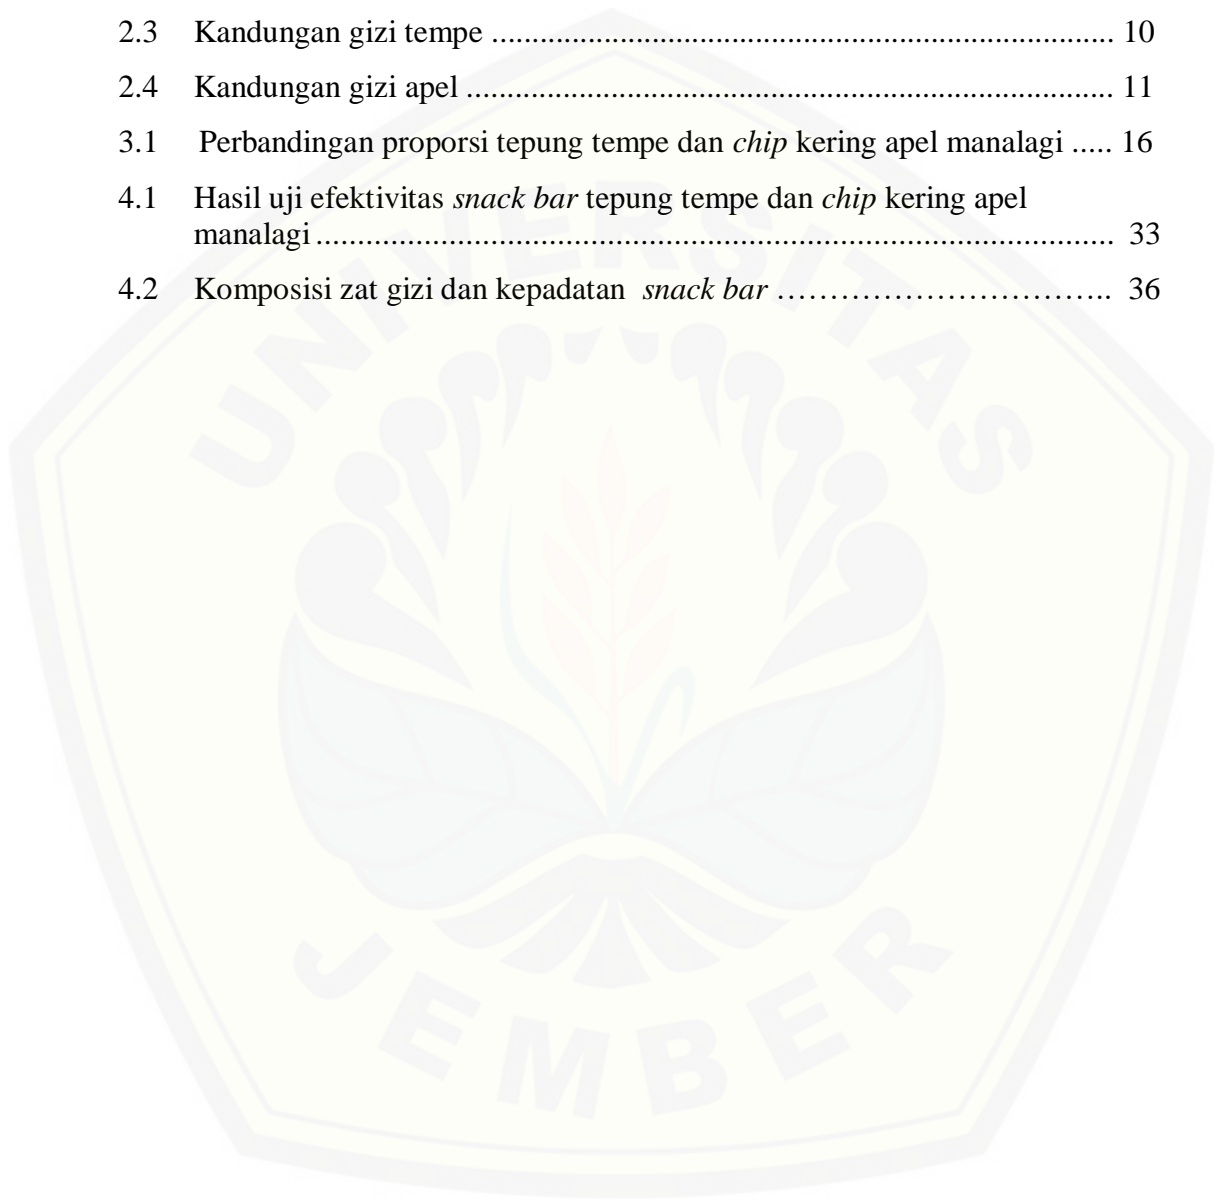 2.3 Kandungan gizi tempe ............................................................................... 10
2.4 Kandungan gizi apel .................................................................................. 11
3.1 Perbandingan proporsi tepung tempe dan chip kering apel manalagi ..... 16
4.1 Hasil uji efektivitas snack bar tepung tempe dan chip kering apel
manalagi ..................................................................................................... 33
4.2 Komposisi zat gizi dan kepadatan snack bar ………………………….. 36
UNIVERSITAS
JEMBER